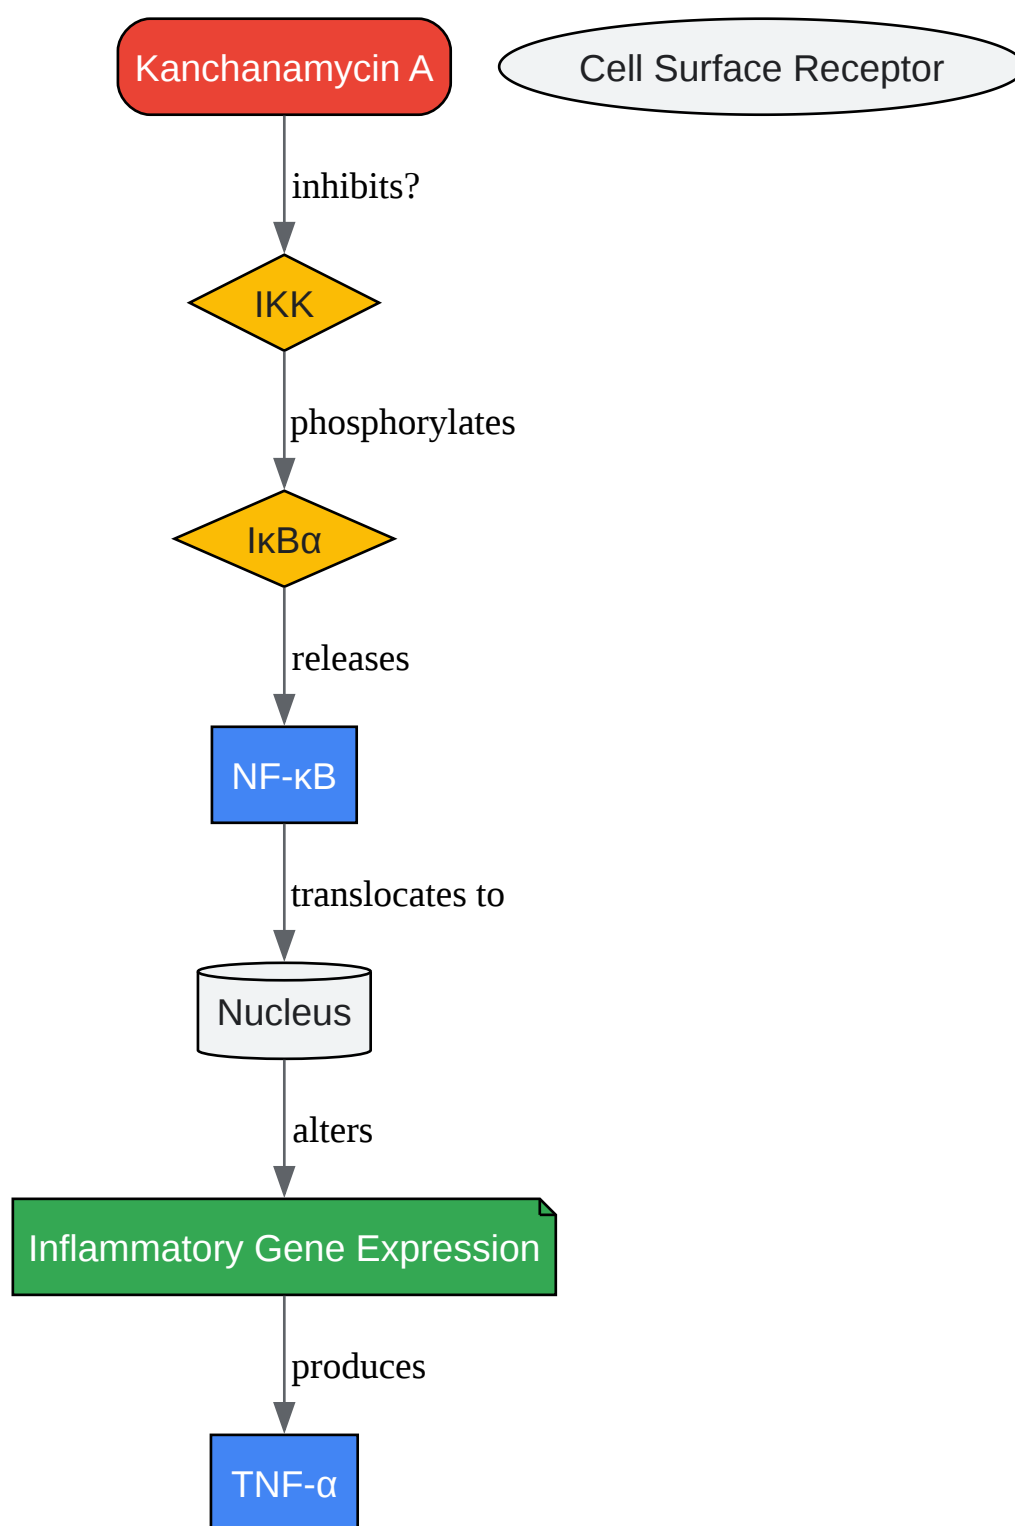 Kanchanamycin A
Cell Surface Receptor
inhibits?
IKK
phosphorylates
IκBα
releases
NF-κB
translocates to
Nucleus
alters
Inflammatory Gene Expression
produces
TNF-α